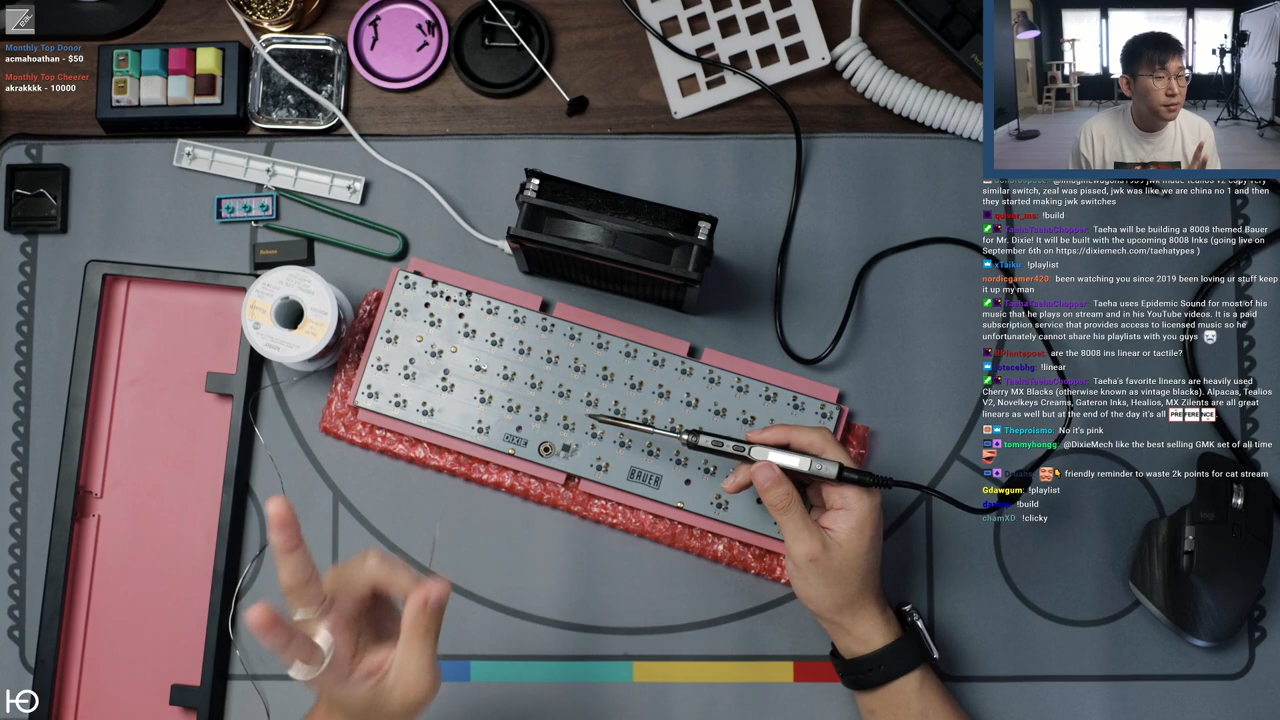 Zeal
Monthly Top Donor
acmahoathan - $50
Monthly Top Cheerer
akrakkkk - 10000
similar switch, zeal was pissed, jwk was like we are china no 1 and then
they started making jwk switches
!build
TaehaTaehaChopper: Taeha will be building a 8008 themed Bauer
for Mr. Dixie! It will be built with the upcoming 8008 Inks (going live on
September 6th on https://dixiemech.com/taehatypes )
xTaiku: !playlist
nordicgamer420: been watching you since 2019 been loving ur stuff keep
it up my man
TaehaTaehaChopper: Taeha uses Epidemic Sound for most of his
music that he plays on stream and in his YouTube videos. It is a paid
subscription service that provides access to licensed music so he
unfortunately cannot share his playlists with you guys
are the 8008 ins linear or tactile?
!linear
TaehaTaehaChopper: Taeha's favorite linears are heavily used
Cherry MX Blacks (otherwise known as vintage blacks). Alpacas, Tealios
V2, Novelkeys Creams, Gateron Inks, Healios, MX Zilents are all great
linears as well but at the end of the day it's all PREFERENCE
Theproismo: No it's pink
tommyhongg: @DixieMech like the best selling GMK set of all time
friendly reminder to waste 2k points for cat stream
Gdawgum: !playlist
!build
chamXD: !clicky
DIXIE
BAUER